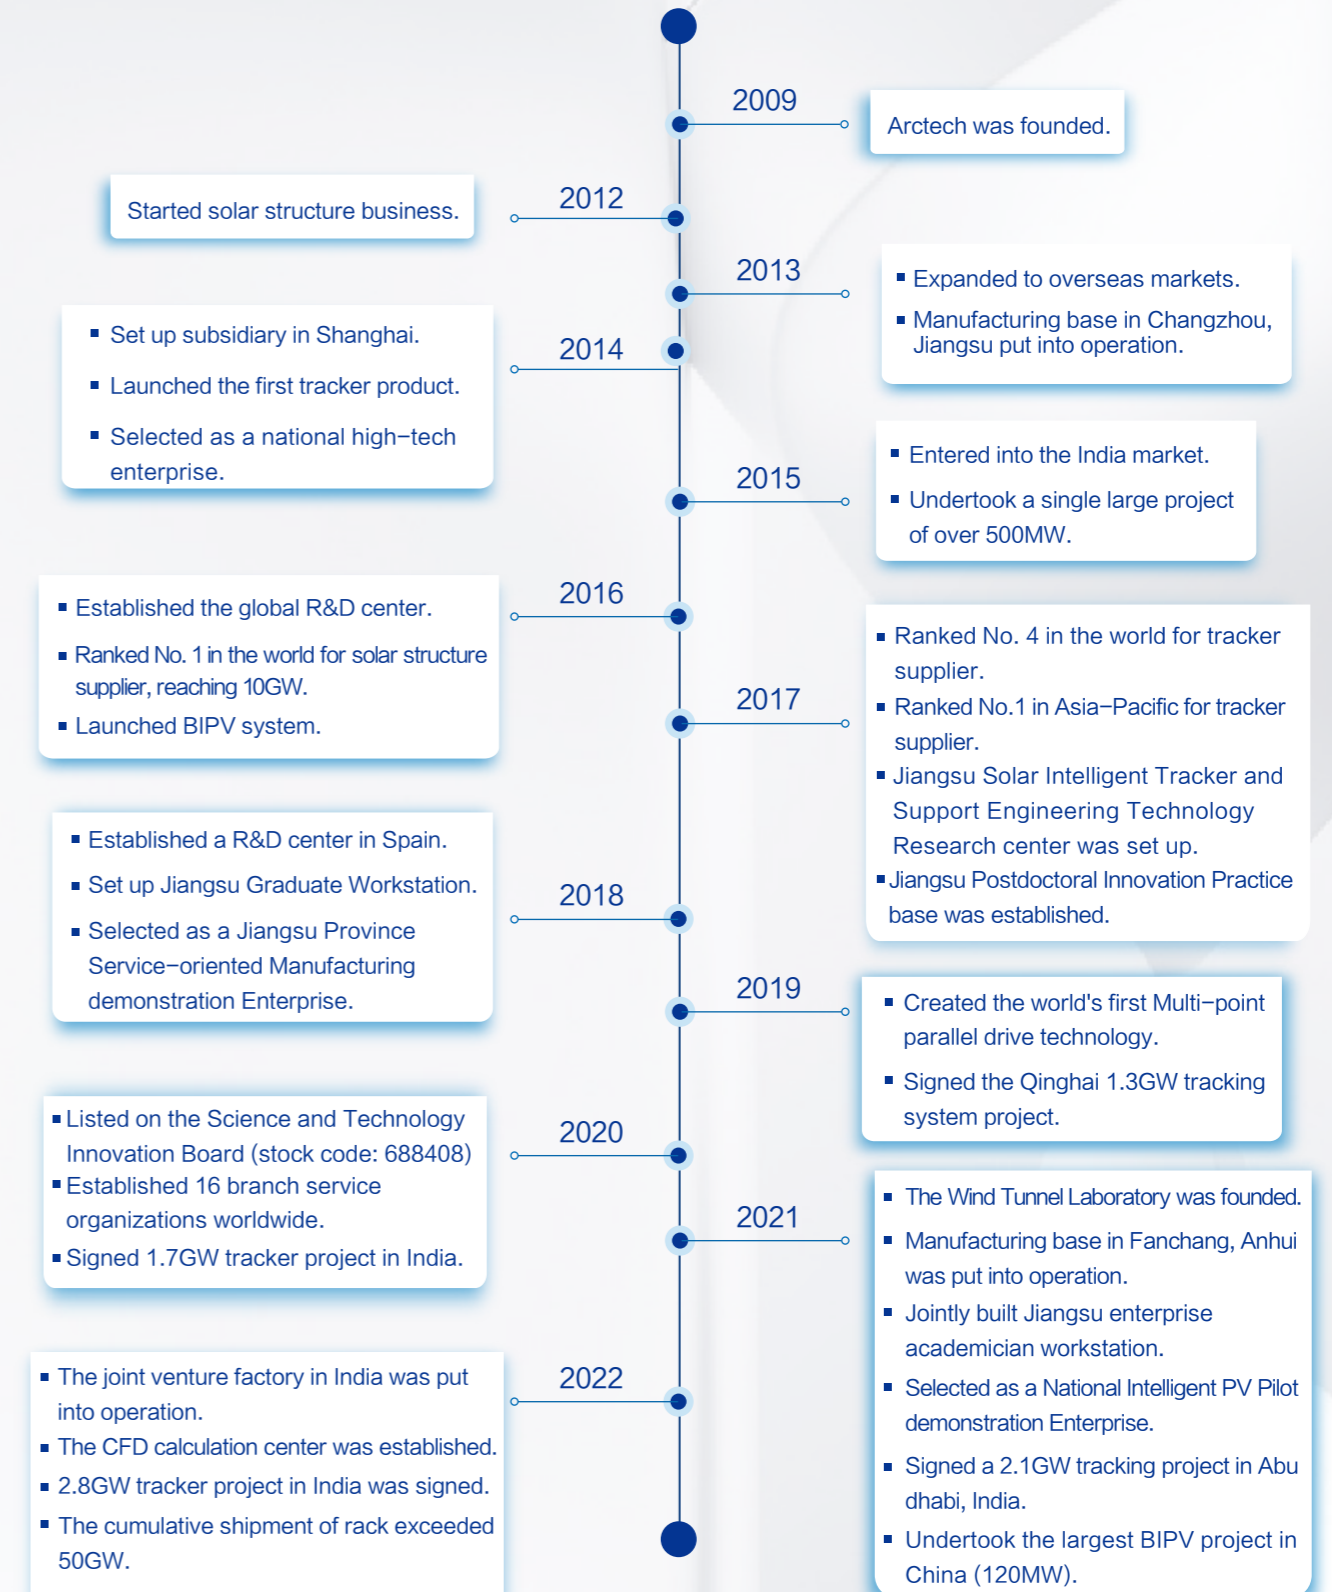 2009
Arctech was founded.
2012
Started solar structure business.
2013
▪ Expanded to overseas markets.
▪ Manufacturing base in Changzhou,
Jiangsu put into operation.
2014
▪ Set up subsidiary in Shanghai.
▪ Launched the first tracker product.
▪ Selected as a national high-tech
enterprise.
2015
▪ Entered into the India market.
▪ Undertook a single large project
of over 500MW.
2016
▪ Established the global R&D center.
▪ Ranked No. 1 in the world for solar structure
supplier, reaching 10GW.
▪ Launched BIPV system.
2017
▪ Ranked No. 4 in the world for tracker
supplier.
▪ Ranked No.1 in Asia-Pacific for tracker
supplier.
▪ Jiangsu Solar Intelligent Tracker and
Support Engineering Technology
Research center was set up.
▪ Jiangsu Postdoctoral Innovation Practice
base was established.
2018
▪ Established a R&D center in Spain.
▪ Set up Jiangsu Graduate Workstation.
▪ Selected as a Jiangsu Province
Service-oriented Manufacturing
demonstration Enterprise.
2019
▪ Created the world's first Multi-point
parallel drive technology.
▪ Signed the Qinghai 1.3GW tracking
system project.
2020
▪ Listed on the Science and Technology
Innovation Board (stock code: 688408)
▪ Established 16 branch service
organizations worldwide.
▪ Signed 1.7GW tracker project in India.
2021
▪ The Wind Tunnel Laboratory was founded.
▪ Manufacturing base in Fanchang, Anhui
was put into operation.
▪ Jointly built Jiangsu enterprise
academician workstation.
▪ Selected as a National Intelligent PV Pilot
demonstration Enterprise.
▪ Signed a 2.1GW tracking project in Abu
dhabi, India.
▪ Undertook the largest BIPV project in
China (120MW).
2022
▪ The joint venture factory in India was put
into operation.
▪ The CFD calculation center was established.
▪ 2.8GW tracker project in India was signed.
▪ The cumulative shipment of rack exceeded
50GW.